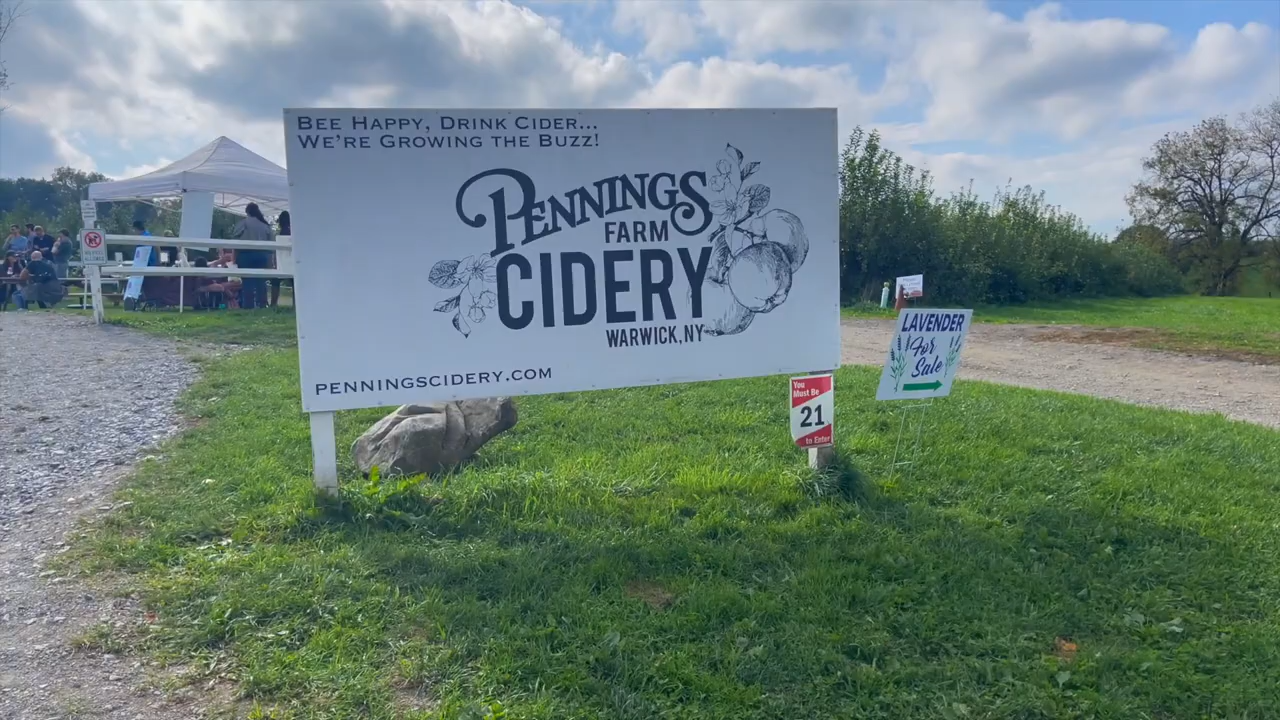 BEE HAPPY, DRINK CIDER...
WE'RE GROWING THE BUZZ!
PENNINGS
FARM
CIDERY
WARWICK, NY
PENNINGSCIDERY.COM
You
Must Be
21
to Enter
LAVENDER
For
Sale